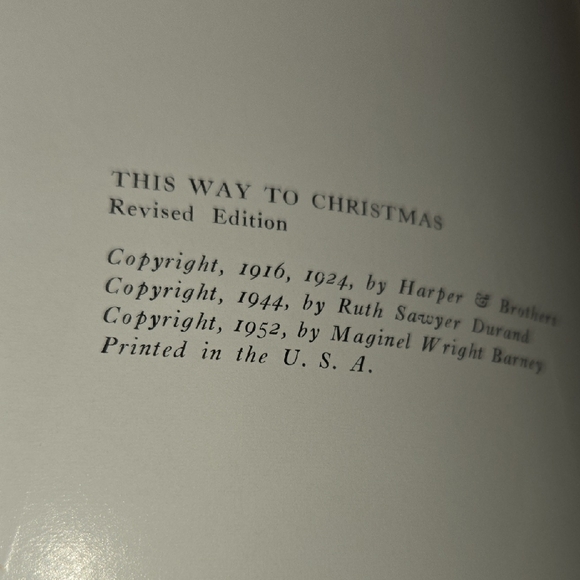 THIS WAY TO CHRISTMAS
Revised Edition
Copyright, 1916, 1924, by Harper & Brothers
Copyright, 1944, by Ruth Sawyer Durand
Copyright, 1952, by Maginel Wright Barney
Printed in the U. S. A.